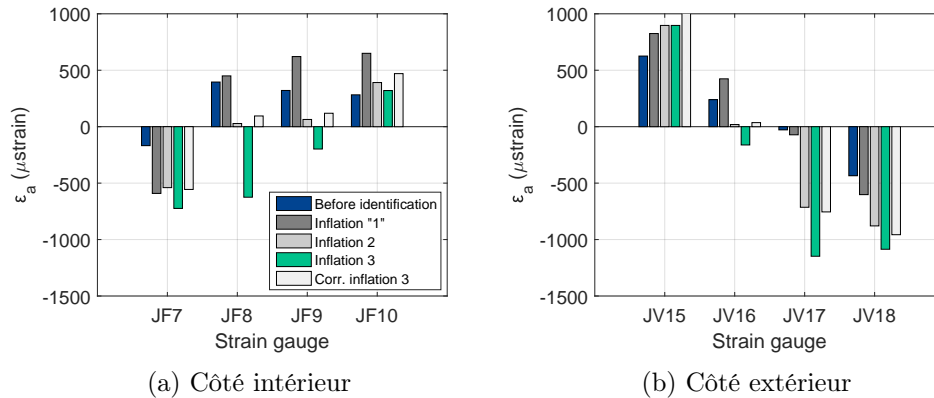 1000
500
0
-500
-1000
-1500
ε_a (μstrain)
Before identification
Inflation "1"
Inflation 2
Inflation 3
Corr. inflation 3
JF7 JF8 JF9 JF10
Strain gauge
(a) Côté intérieur
1000
500
0
-500
-1000
-1500
ε_a (μstrain)
JV15 JV16 JV17 JV18
Strain gauge
(b) Côté extérieur